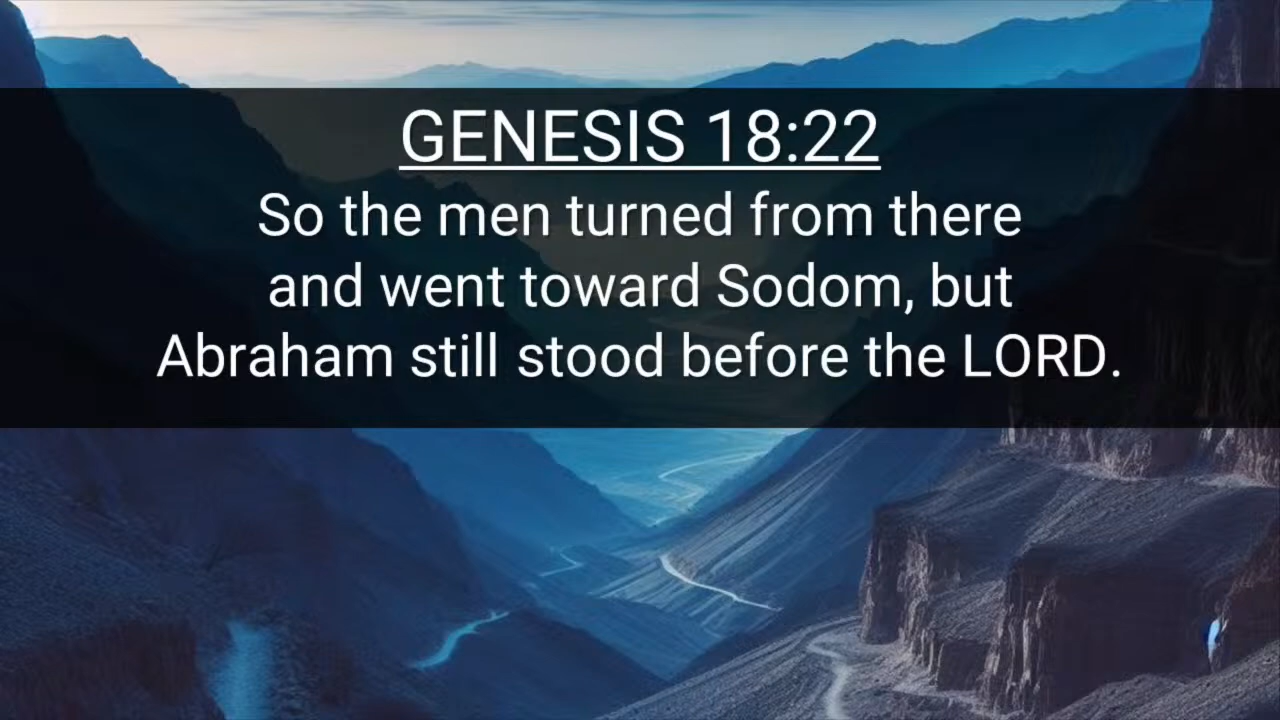 GENESIS 18:22
So the men turned from there
and went toward Sodom, but
Abraham still stood before the LORD.